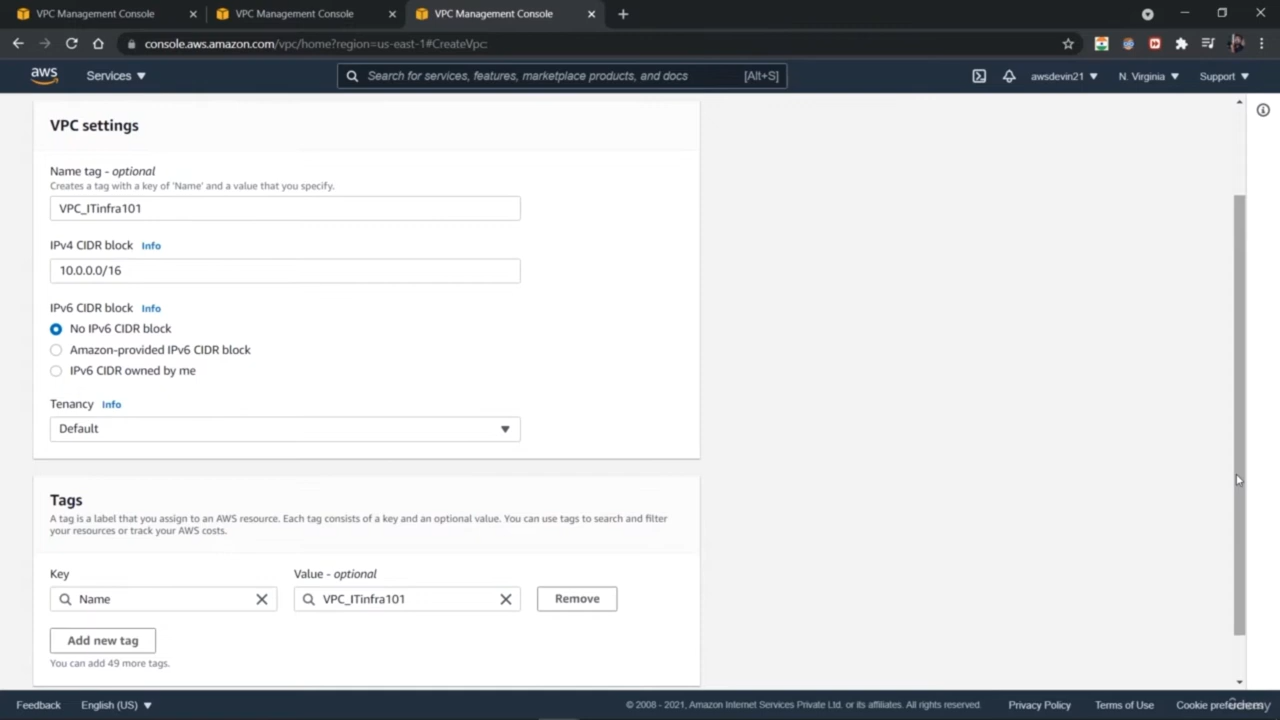 VPC Management Console
VPC Management Console
VPC Management Console
console.aws.amazon.com/vpc/home?region=us-east-1#CreateVpc:
aws
Services
Search for services, features, marketplace products, and docs
[Alt+S]
awsdevin21
N. Virginia
Support
VPC settings
Name tag - optional
Creates a tag with a key of 'Name' and a value that you specify.
VPC_ITinfra101
IPv4 CIDR block Info
10.0.0.0/16
IPv6 CIDR block Info
No IPv6 CIDR block
Amazon-provided IPv6 CIDR block
IPv6 CIDR owned by me
Tenancy Info
Default
Tags
A tag is a label that you assign to an AWS resource. Each tag consists of a key and an optional value. You can use tags to search and filter
your resources or track your AWS costs.
Key
Value - optional
Name
VPC_ITinfra101
Remove
Add new tag
You can add 49 more tags.
Feedback
English (US)
© 2008 - 2021, Amazon Internet Services Private Ltd. or its affiliates. All rights reserved.
Privacy Policy
Terms of Use
Cookie preferences
Udemy